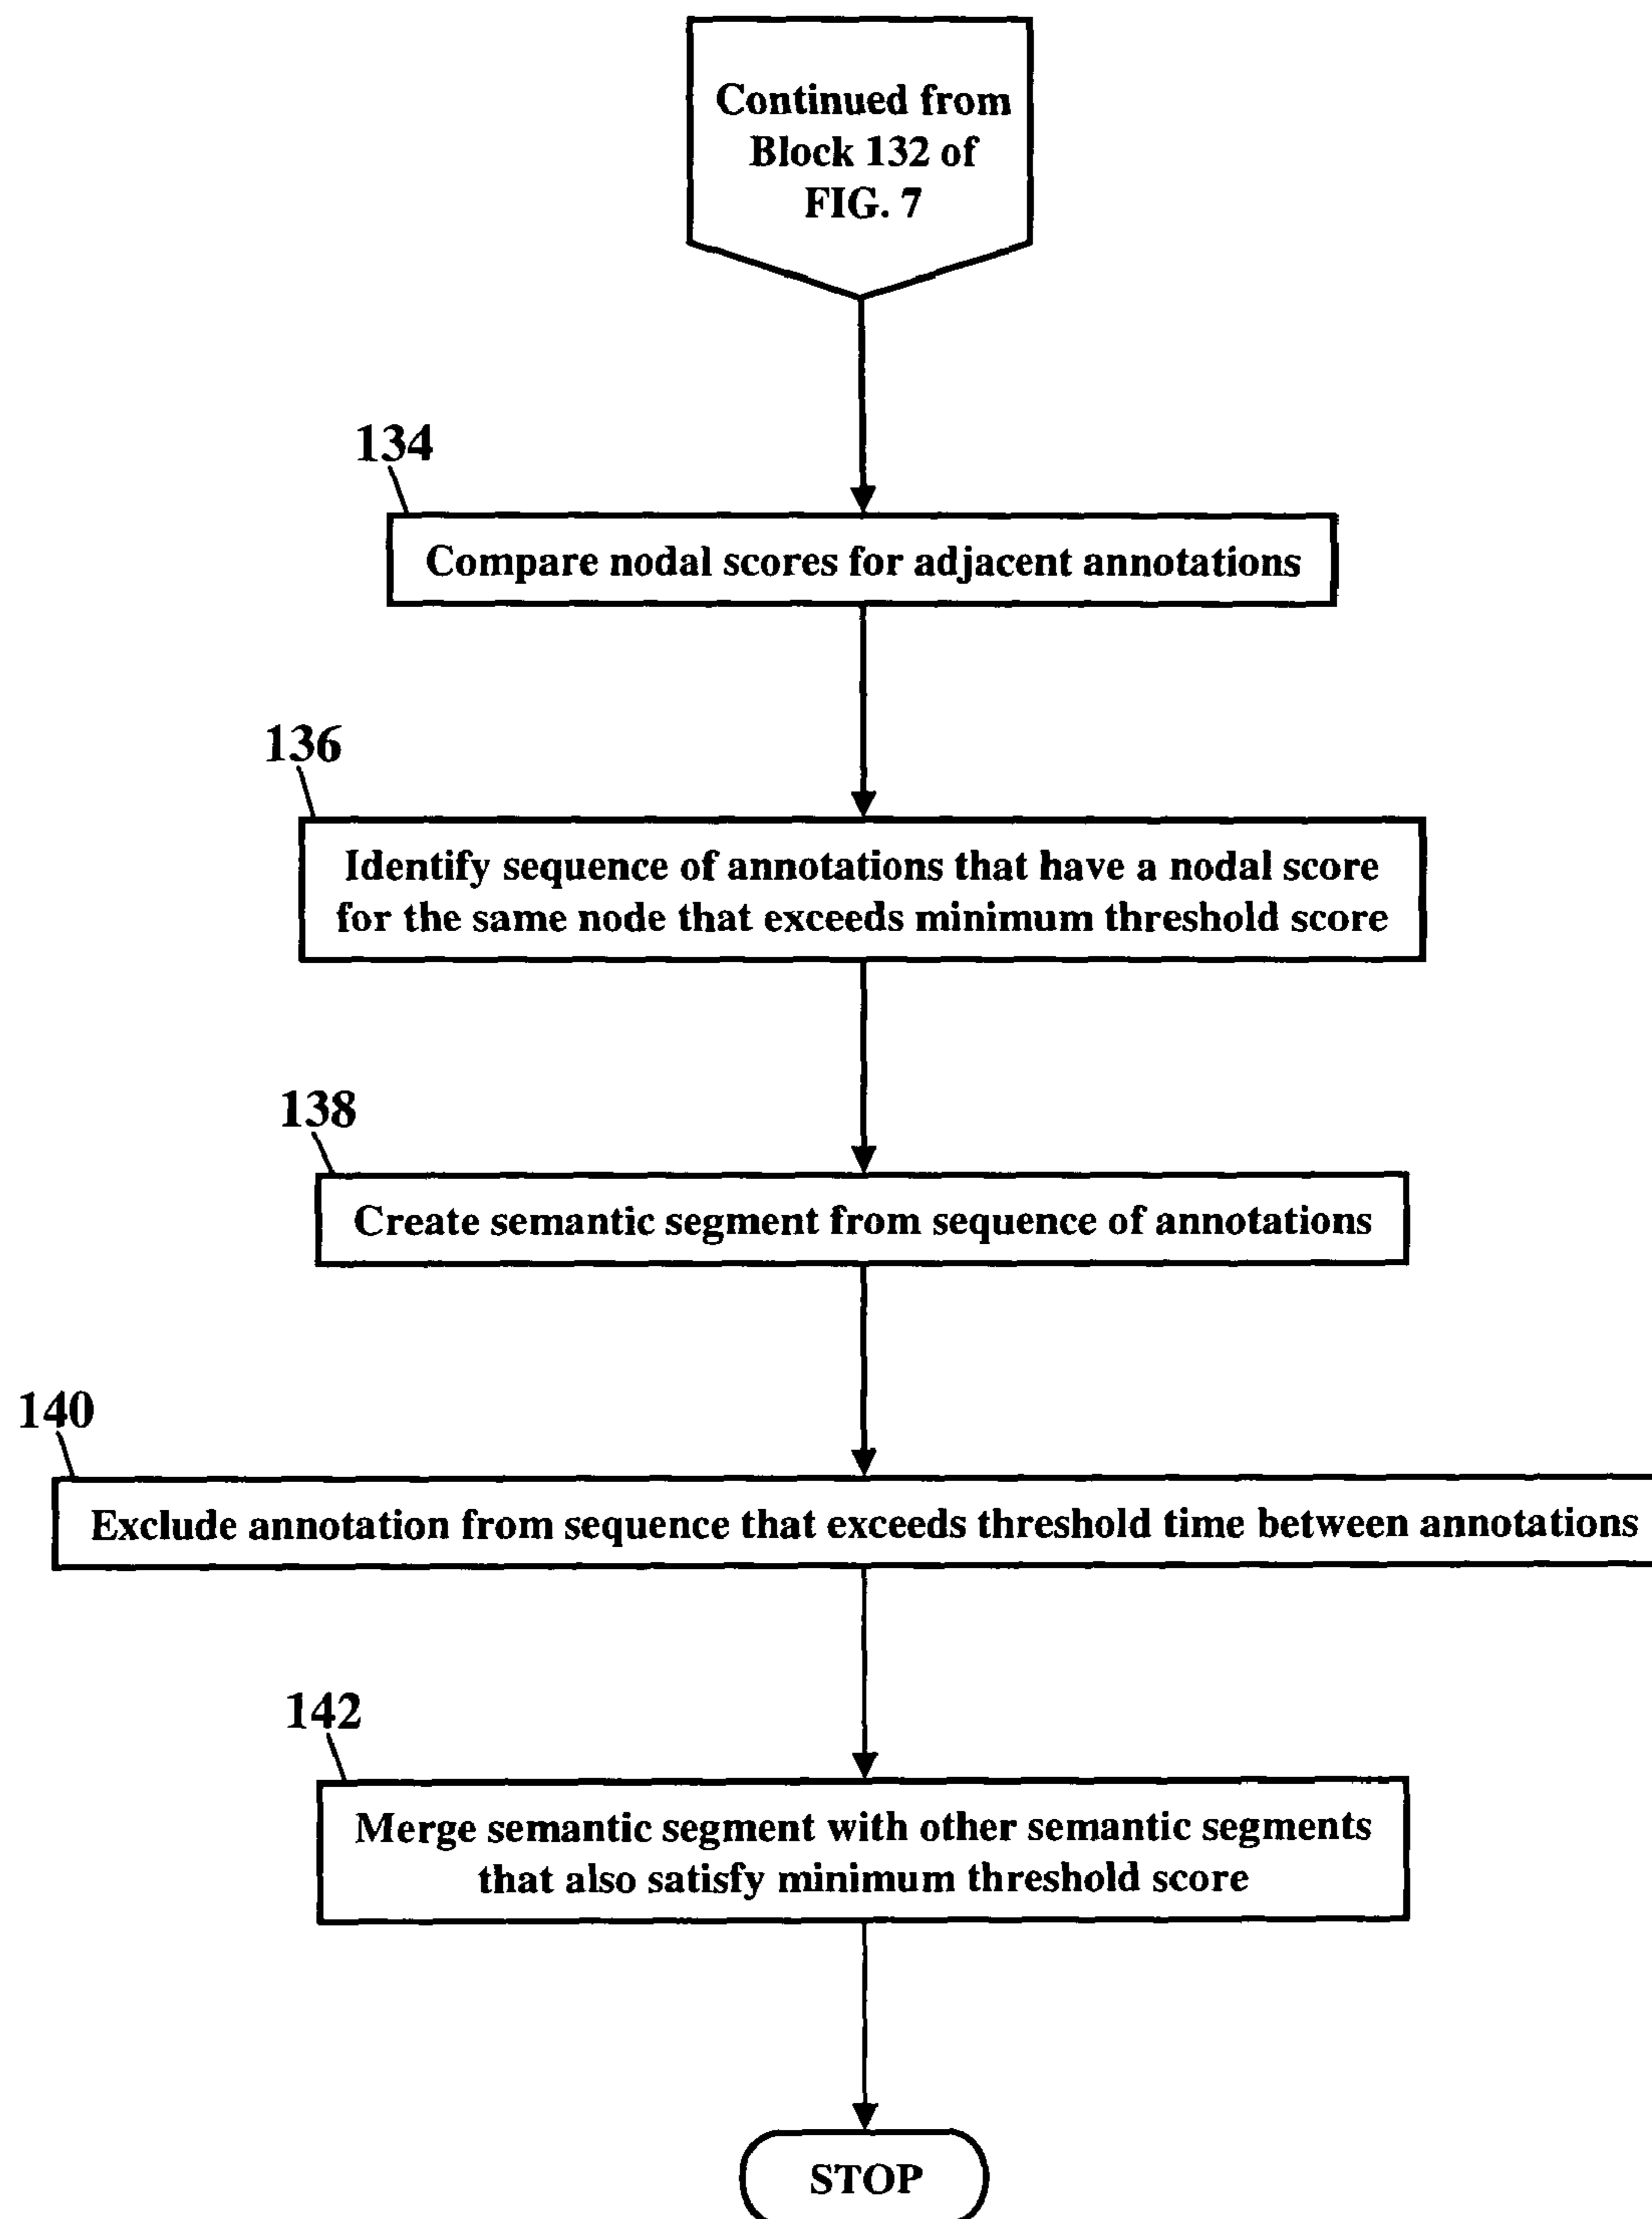 Continued from
Block 132 of
FIG. 7
134
Compare nodal scores for adjacent annotations
136
Identify sequence of annotations that have a nodal score
for the same node that exceeds minimum threshold score
138
Create semantic segment from sequence of annotations
140
Exclude annotation from sequence that exceeds threshold time between annotations
142
Merge semantic segment with other semantic segments
that also satisfy minimum threshold score
STOP